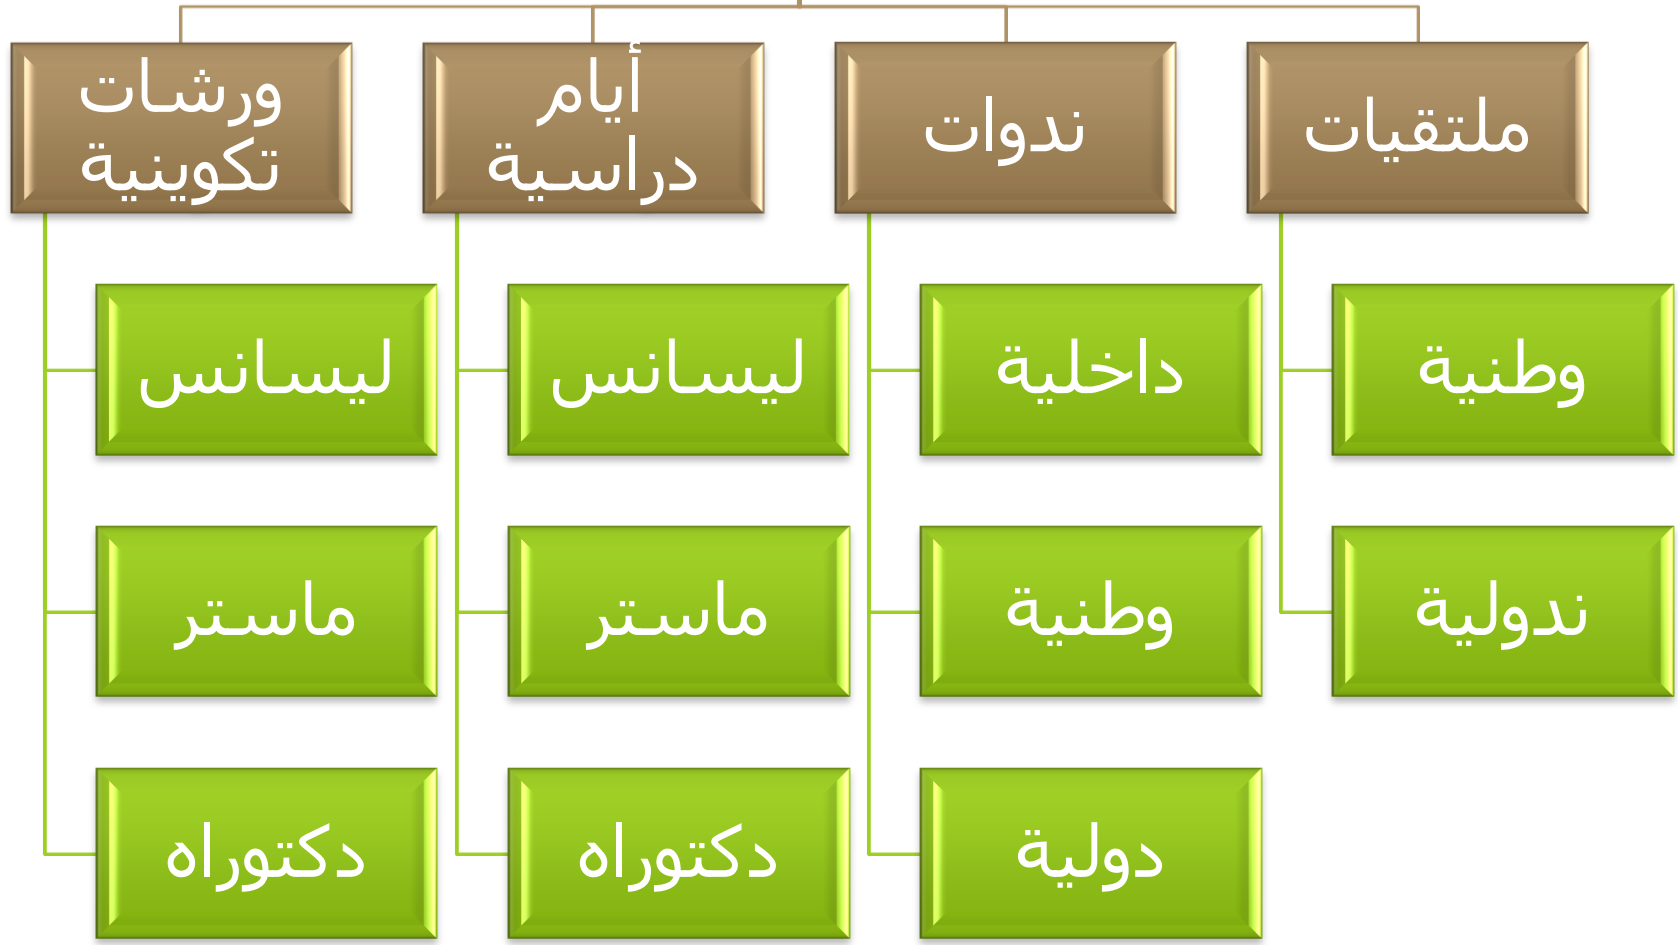 ملتقيات
ندوات
أيام
دراسية
ورشات
تكوينية
وطنية
داخلية
ليسانس
ليسانس
ندولية
وطنية
ماستر
ماستر
دولية
دكتوراه
دكتوراه